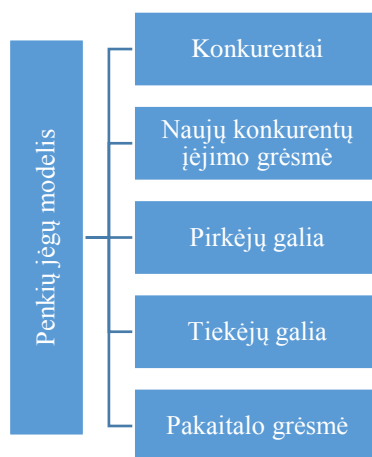 Penkių jėgų modelis
Konkurentai
Naujų konkurentų
įėjimo grėsmė
Pirkėjų galia
Tiekėjų galia
Pakaitalo grėsmė